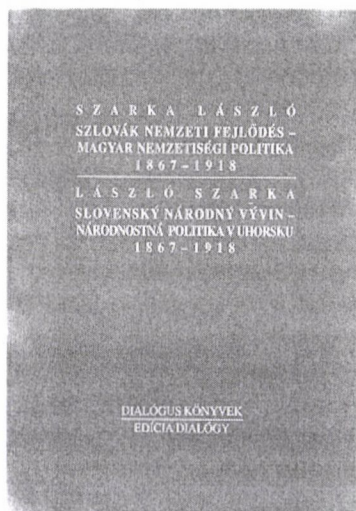 SZARKA LÁSZLÓ
SZLOVÁK NEMZETI FEJLŐDÉS –
MAGYAR NEMZETISÉGI POLITIKA
1867–1918
LÁSZLÓ SZARKA
SLOVENSKÝ NÁRODNÝ VÝVIN –
NÁRODNOSTNÁ POLITIKA V UHORSKU
1867–1918
DIALÓGUS KÖNYVEK
EDÍCIA DIALÓGY